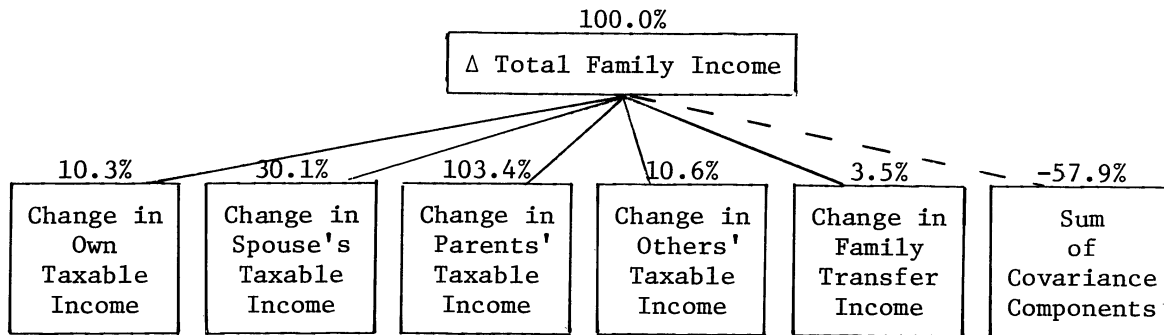 100.0%
Δ Total Family Income
10.3%
30.1%
103.4%
10.6%
3.5%
-57.9%
Change in
Own
Taxable
Income
Change in
Spouse's
Taxable
Income
Change in
Parents'
Taxable
Income
Change in
Others'
Taxable
Income
Change in
Family
Transfer
Income
Sum
of
Covariance
Components